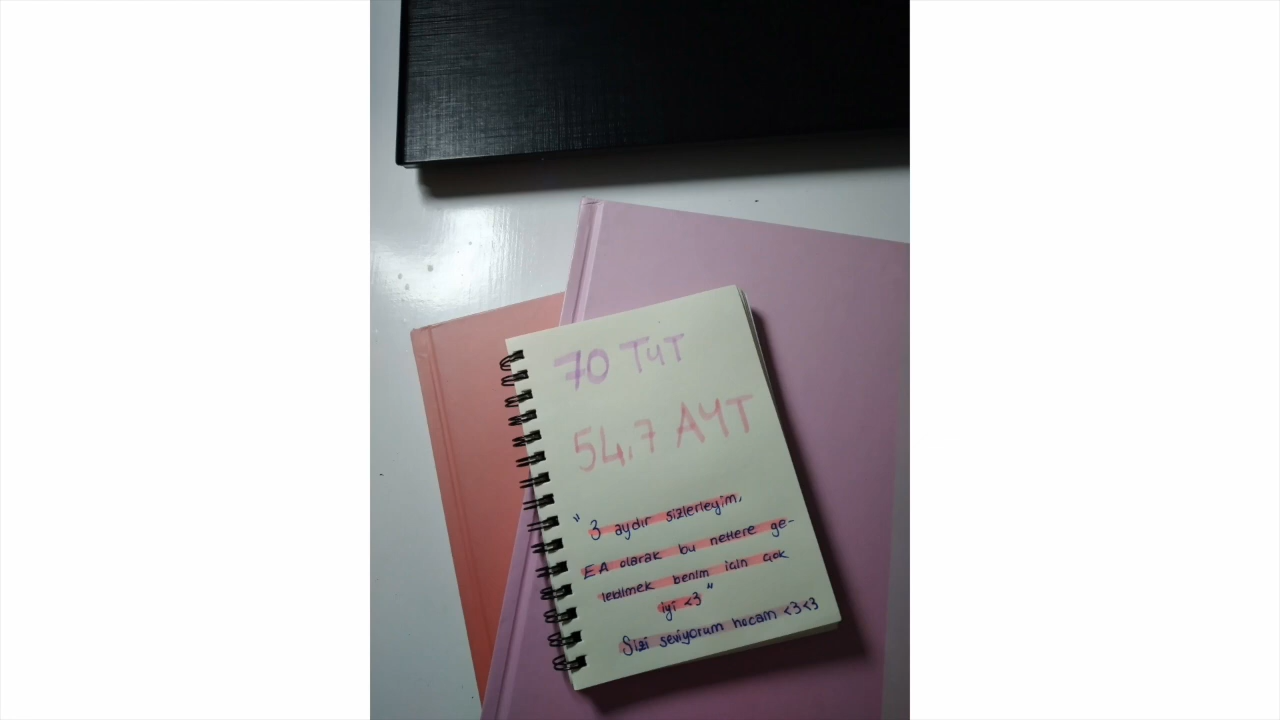 70 TYT
54,7 AYT
" 3 aydır sizlerleyim,
EA olarak bu netlere ge-
lebilmek benim için çok
iyi <3 "
Sizi seviyorum hocam <3<3